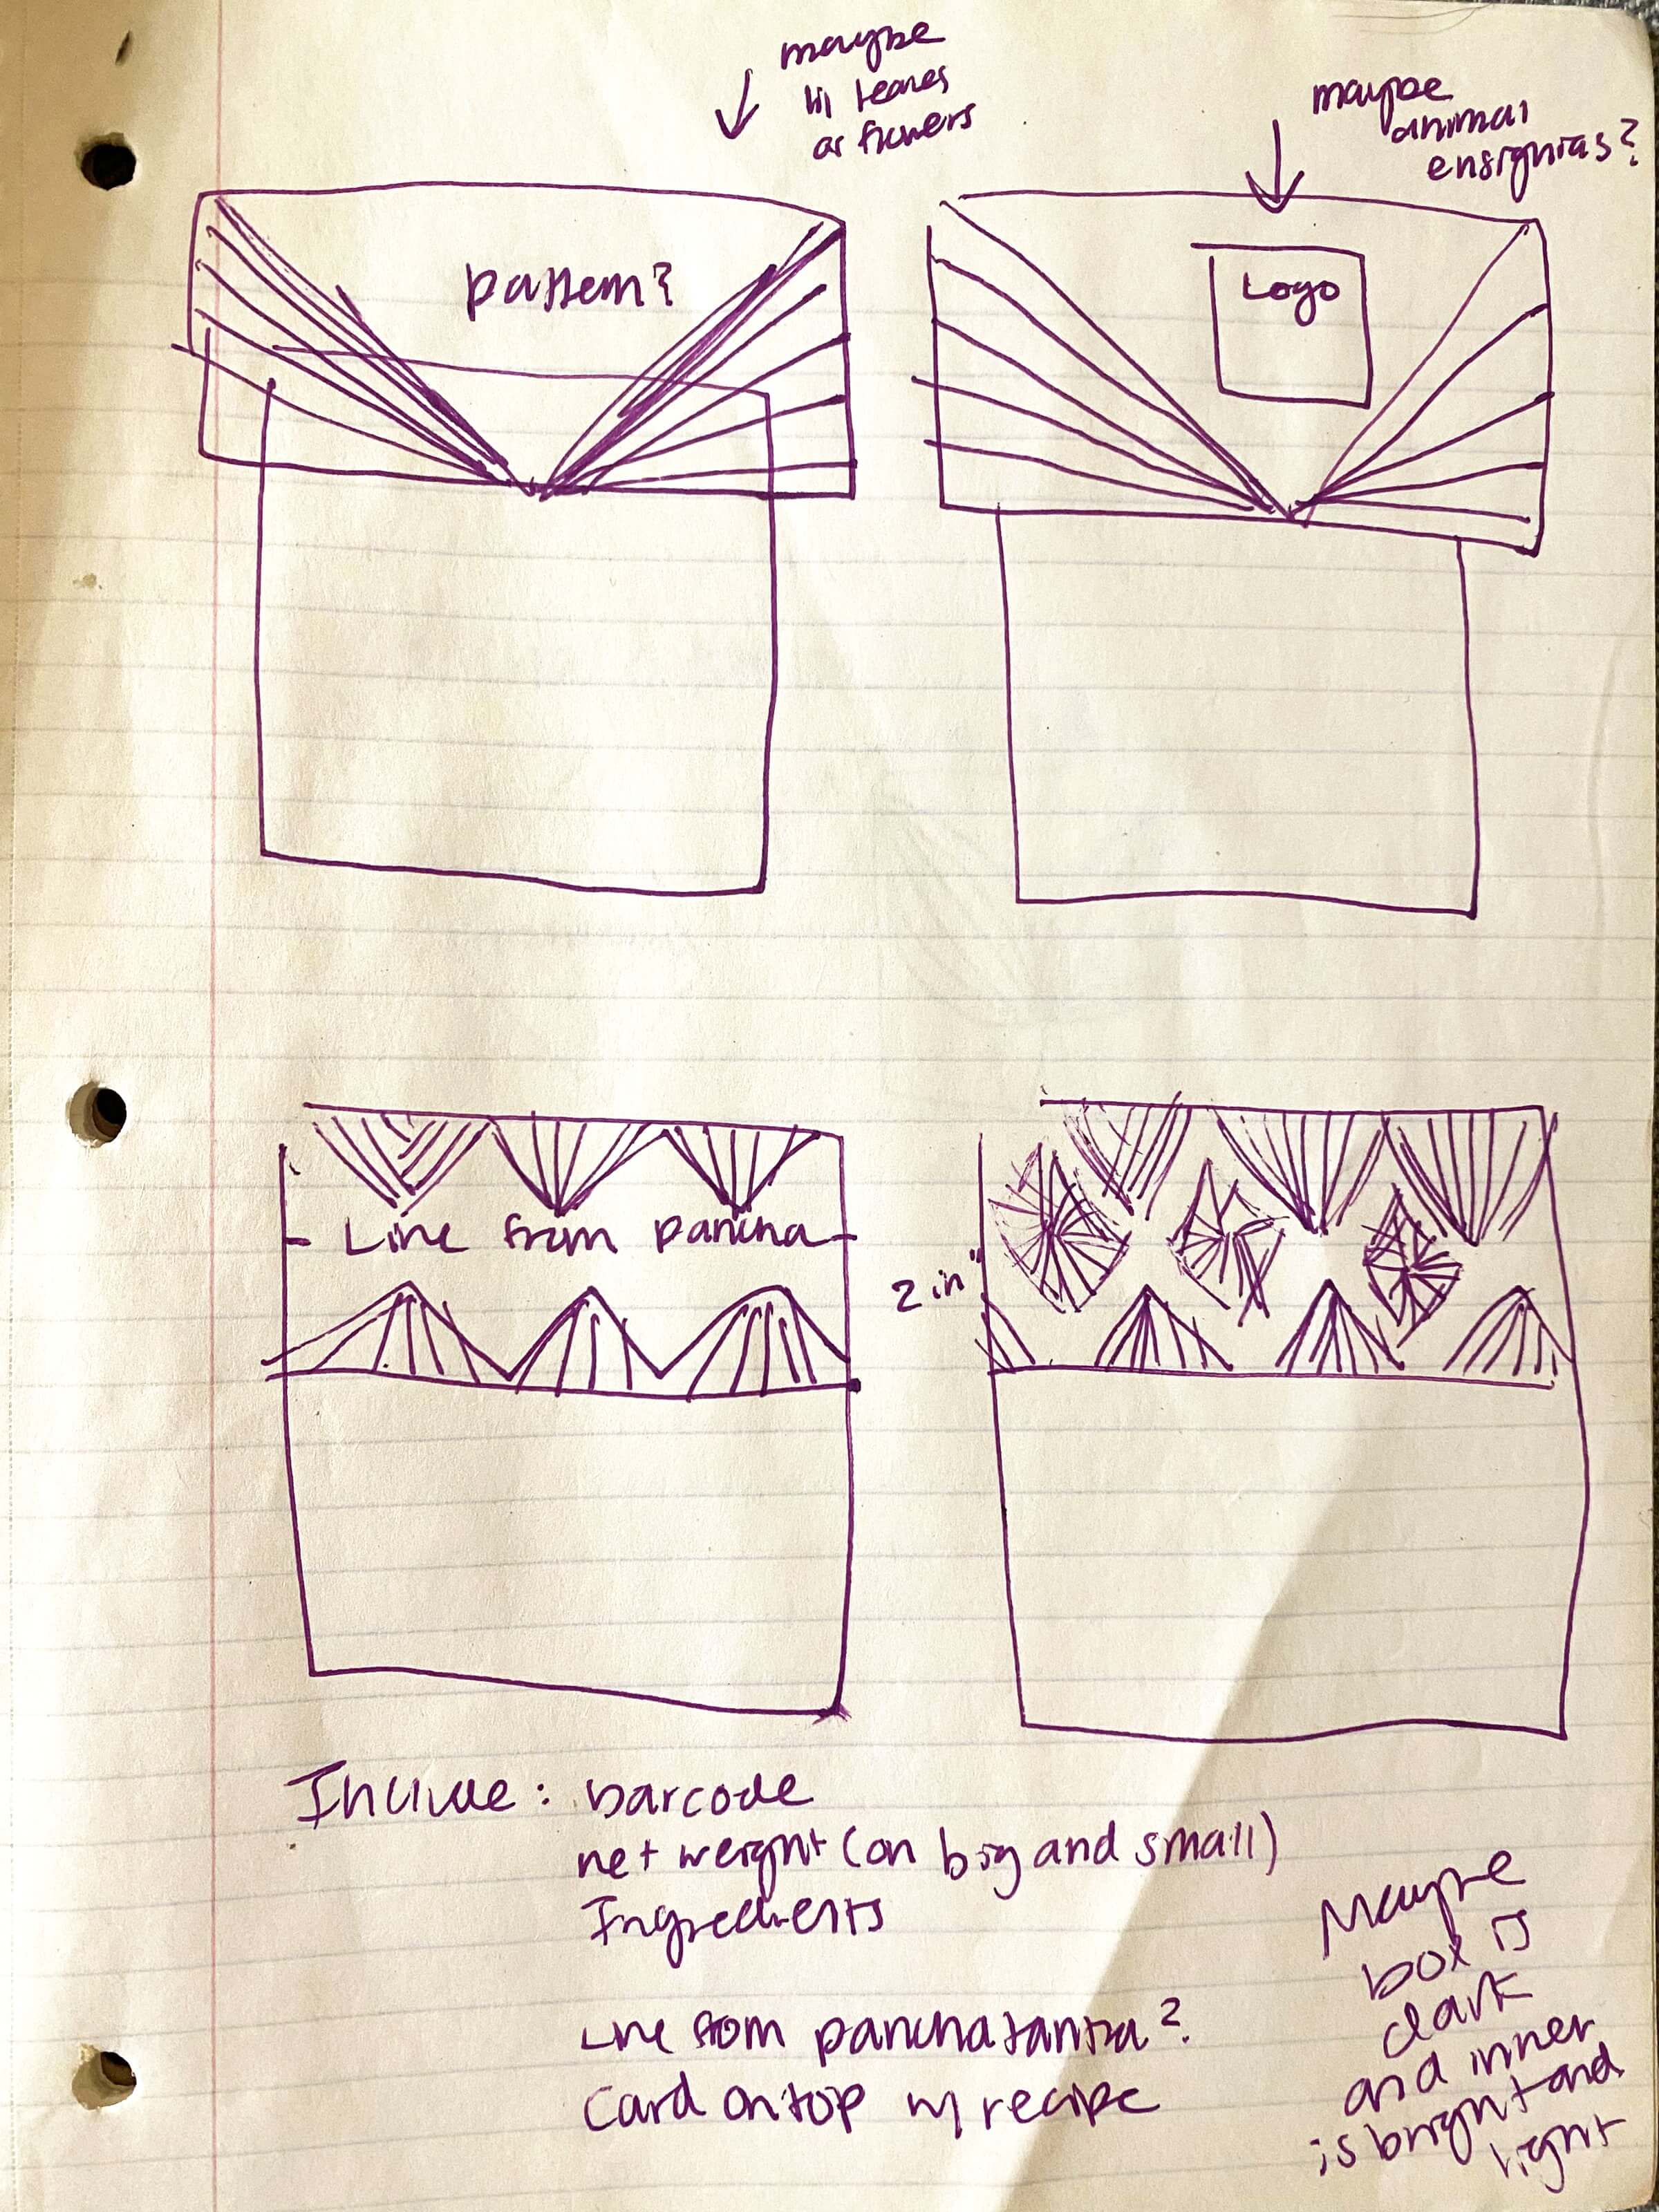 maybe
w/ leaves
or flowers
maybe
animal
ensignias?
pattern?
Logo
Line from pancha
2 in
Include: barcode
net weight (on big and small)
Ingredients
Line from panchatantra?
Card on top w/ recipe
Maybe
box is
dark
and inner
is bright and
light